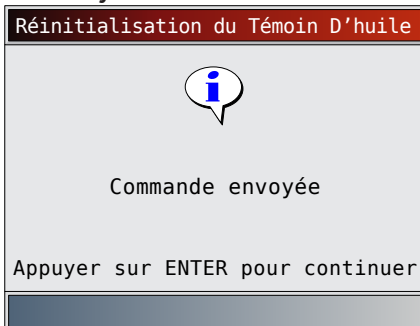 Réinitialisation du Témoin D'huile
i
Commande envoyée
Appuyer sur ENTER pour continuer